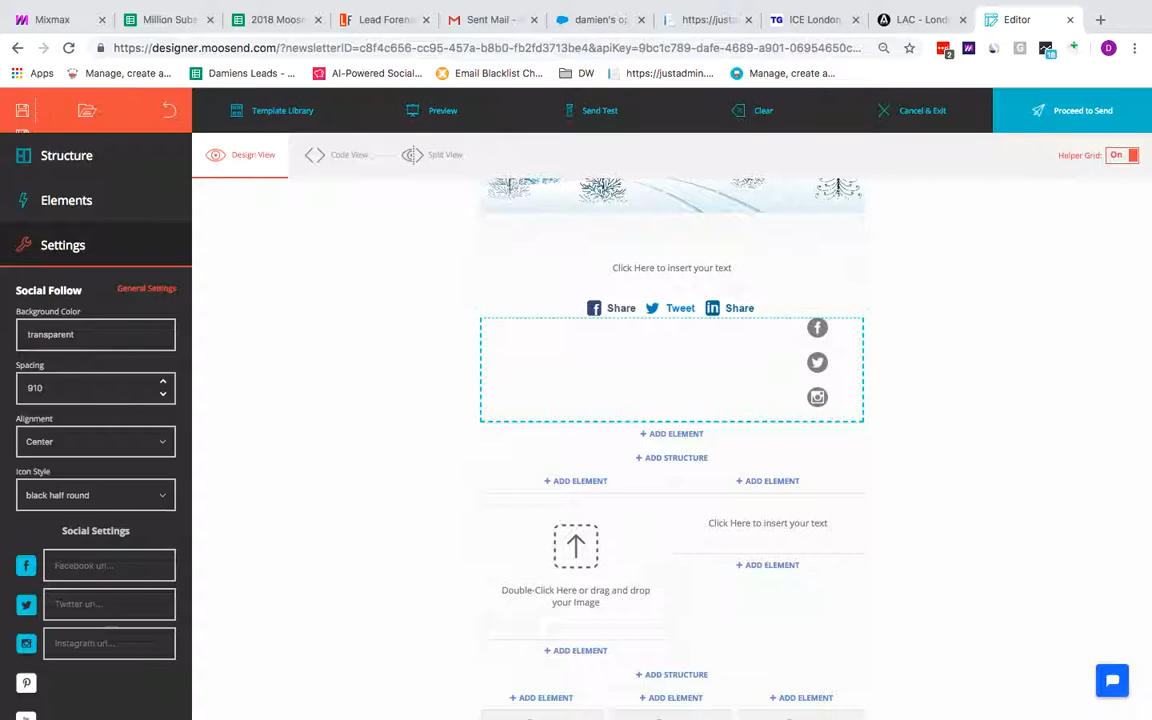 Mixmax
Million Subs
2018 Moose
Lead Foren
Sent Mail -
damien's op
https://justa
ICE London,
LAC - Lond
Editor
https://designer.moosend.com/?newsletterID=c8f4c656-cc95-457a-b8b0-fb2fd3713be4&apiKey=9bc1c789-dafe-4689-a901-06954650c...
2
18
D
Apps
Manage, create a...
Damiens Leads - ...
AI-Powered Social...
Email Blacklist Ch...
DW
https://justadmin....
Manage, create a...
Template Library
Preview
Send Test
Clear
Cancel & Exit
Proceed to Send
Structure
Design View
Code View
Split View
Helper Grid:
On
Elements
Settings
Social Follow
General Settings
Background Color
transparent
Spacing
910
Alignment
Center
Icon Style
black half round
Social Settings
Facebook url...
Twitter url...
Instagram url...
Click Here to insert your text
Share
Tweet
Share
+ ADD ELEMENT
+ ADD STRUCTURE
+ ADD ELEMENT
+ ADD ELEMENT
Click Here to insert your text
+ ADD ELEMENT
Double-Click Here or drag and drop
your Image
+ ADD ELEMENT
+ ADD STRUCTURE
+ ADD ELEMENT
+ ADD ELEMENT
+ ADD ELEMENT